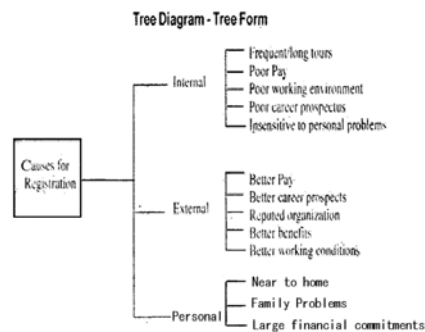 Tree Diagram - Tree Form
Causes for
Registration
Internal
Frequent/long tours
Poor Pay
Poor working environment
Poor career prospectus
Insensitive to personal problems
External
Better Pay
Better career prospects
Reputed organization
Better benefits
Better working conditions
Personal
Near to home
Family Problems
Large financial commitments